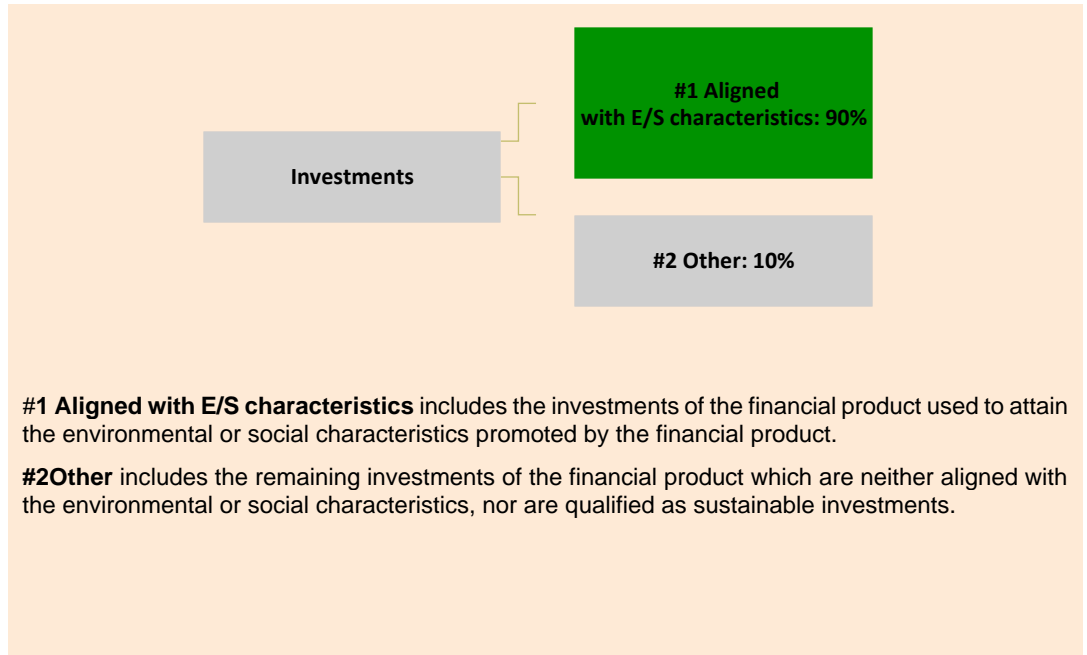 #1 Aligned
with E/S characteristics: 90%
Investments
#2 Other: 10%
#1 Aligned with E/S characteristics includes the investments of the financial product used to attain
the environmental or social characteristics promoted by the financial product.
#2Other includes the remaining investments of the financial product which are neither aligned with
the environmental or social characteristics, nor are qualified as sustainable investments.